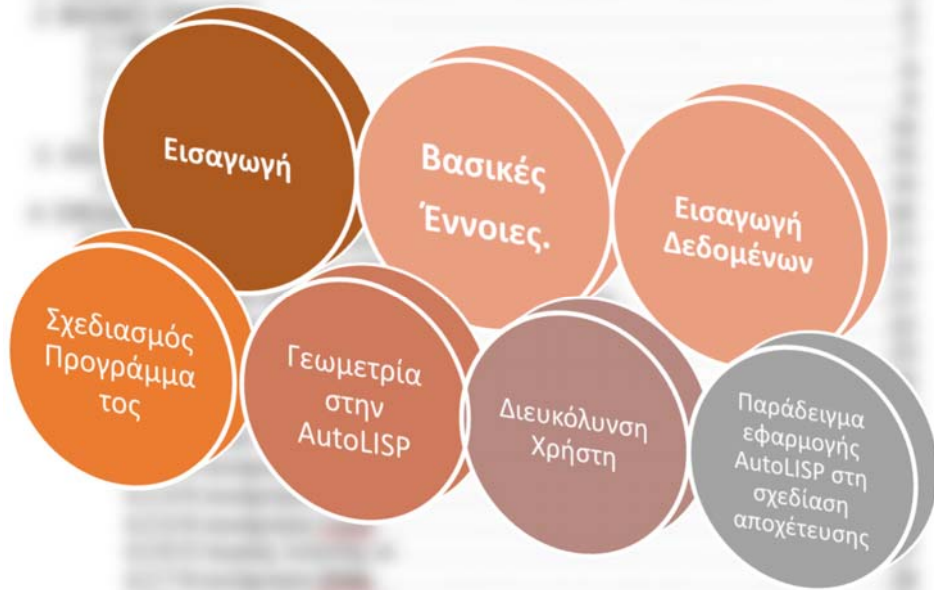 Εισαγωγή
Βασικές
Έννοιες.
Εισαγωγή
Δεδομένων
Σχεδιασμός
Προγράμμα
τος
Γεωμετρία
στην
AutoLISP
Διευκόλυνση
Χρήστη
Παράδειγμα
εφαρμογής
AutoLISP στη
σχεδίαση
αποχέτευσης